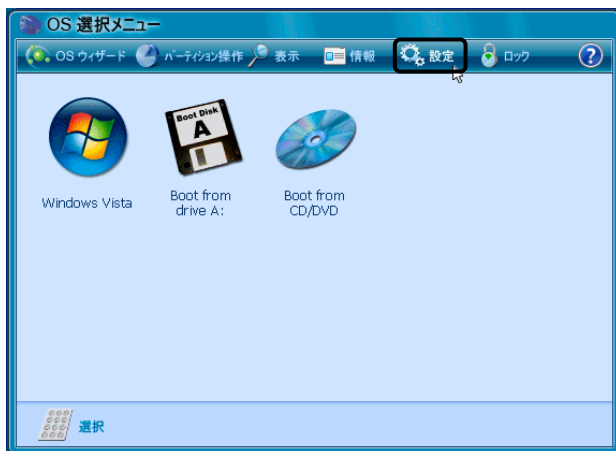 OS 選択メニュー
OS ウィザード パーティション操作 表示 情報 設定 ロック ?
Boot Disk
A
Windows Vista
Boot from
drive A:
Boot from
CD/DVD
選択